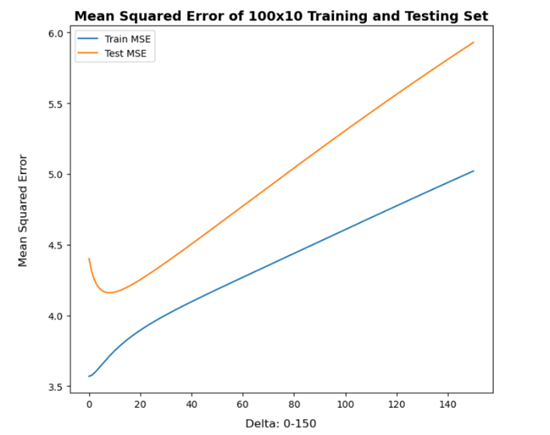 Mean Squared Error of 100x10 Training and Testing Set
Train MSE
Test MSE
6.0
5.5
5.0
4.5
4.0
3.5
Mean Squared Error
0 20 40 60 80 100 120 140
Delta: 0-150